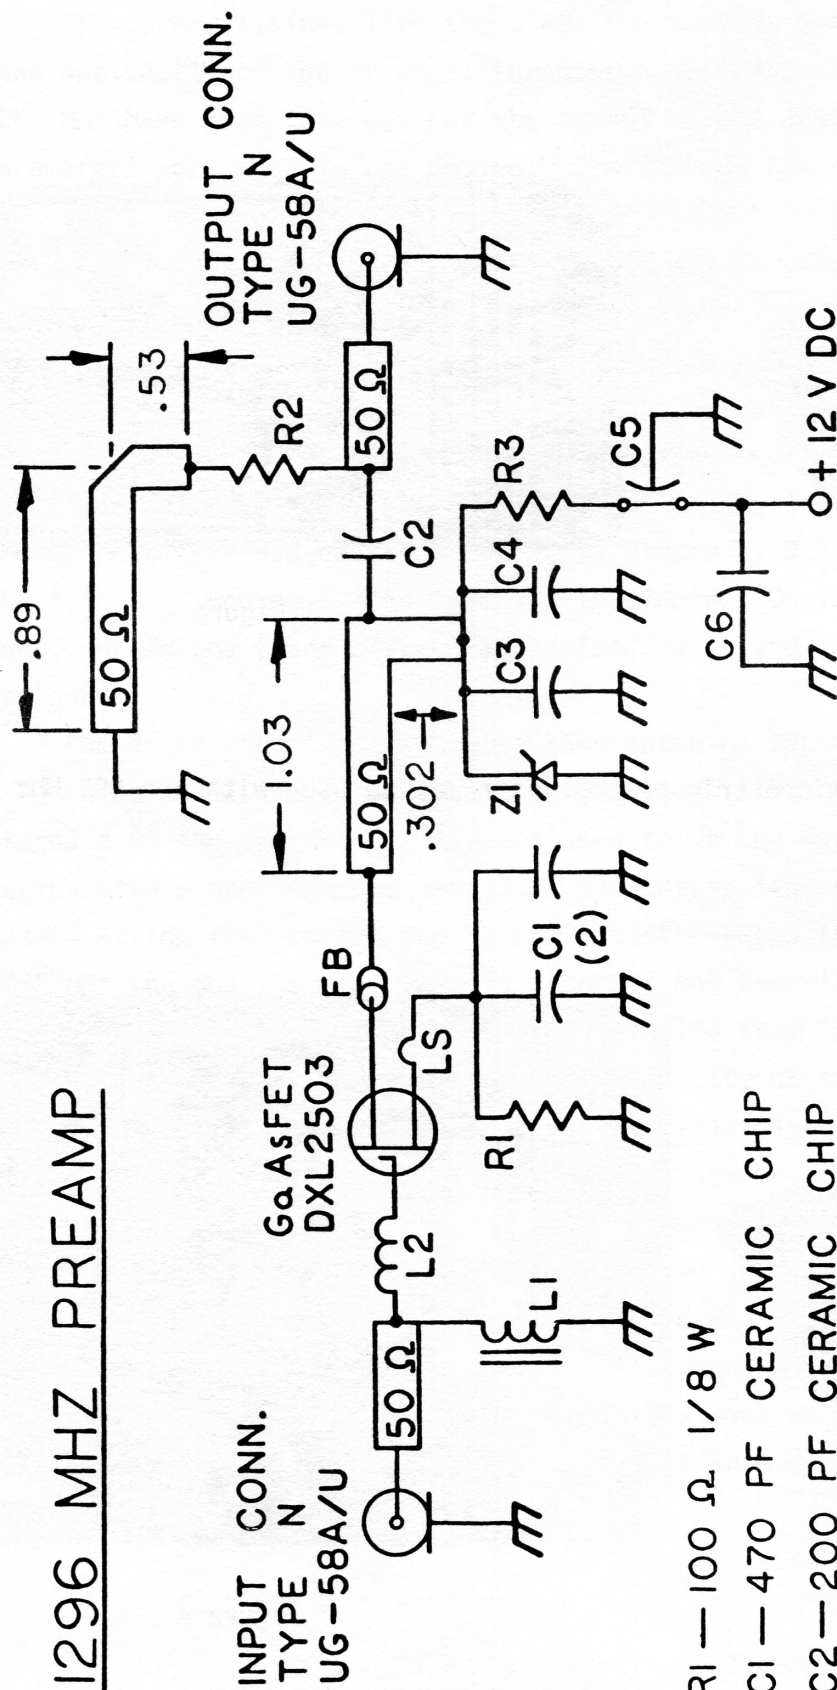 1296 MHZ PREAMP
INPUT CONN.
TYPE N
UG-58A/U
50 Ω
L1
L2
GaAsFET
DXL2503
LS
R1
C1
(2)
FB
1.03
50 Ω
.302
Z1
C3
C4
R3
C5
C6
+12 V DC
C2
R2
.89
50 Ω
.53
50 Ω
OUTPUT CONN.
TYPE N
UG-58A/U
R1—100 Ω 1/8 W
C1—470 PF CERAMIC CHIP
C2—200 PF CERAMIC CHIP